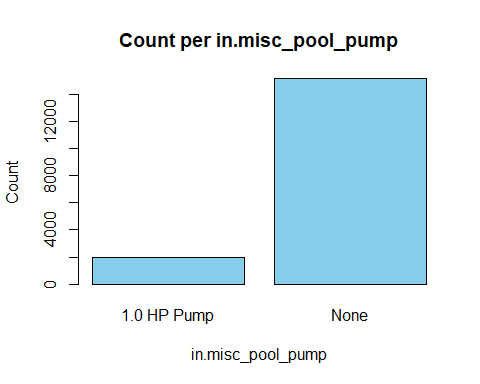 Count per in.misc_pool_pump
Count
12000
8000
4000
0
1.0 HP Pump
None
in.misc_pool_pump